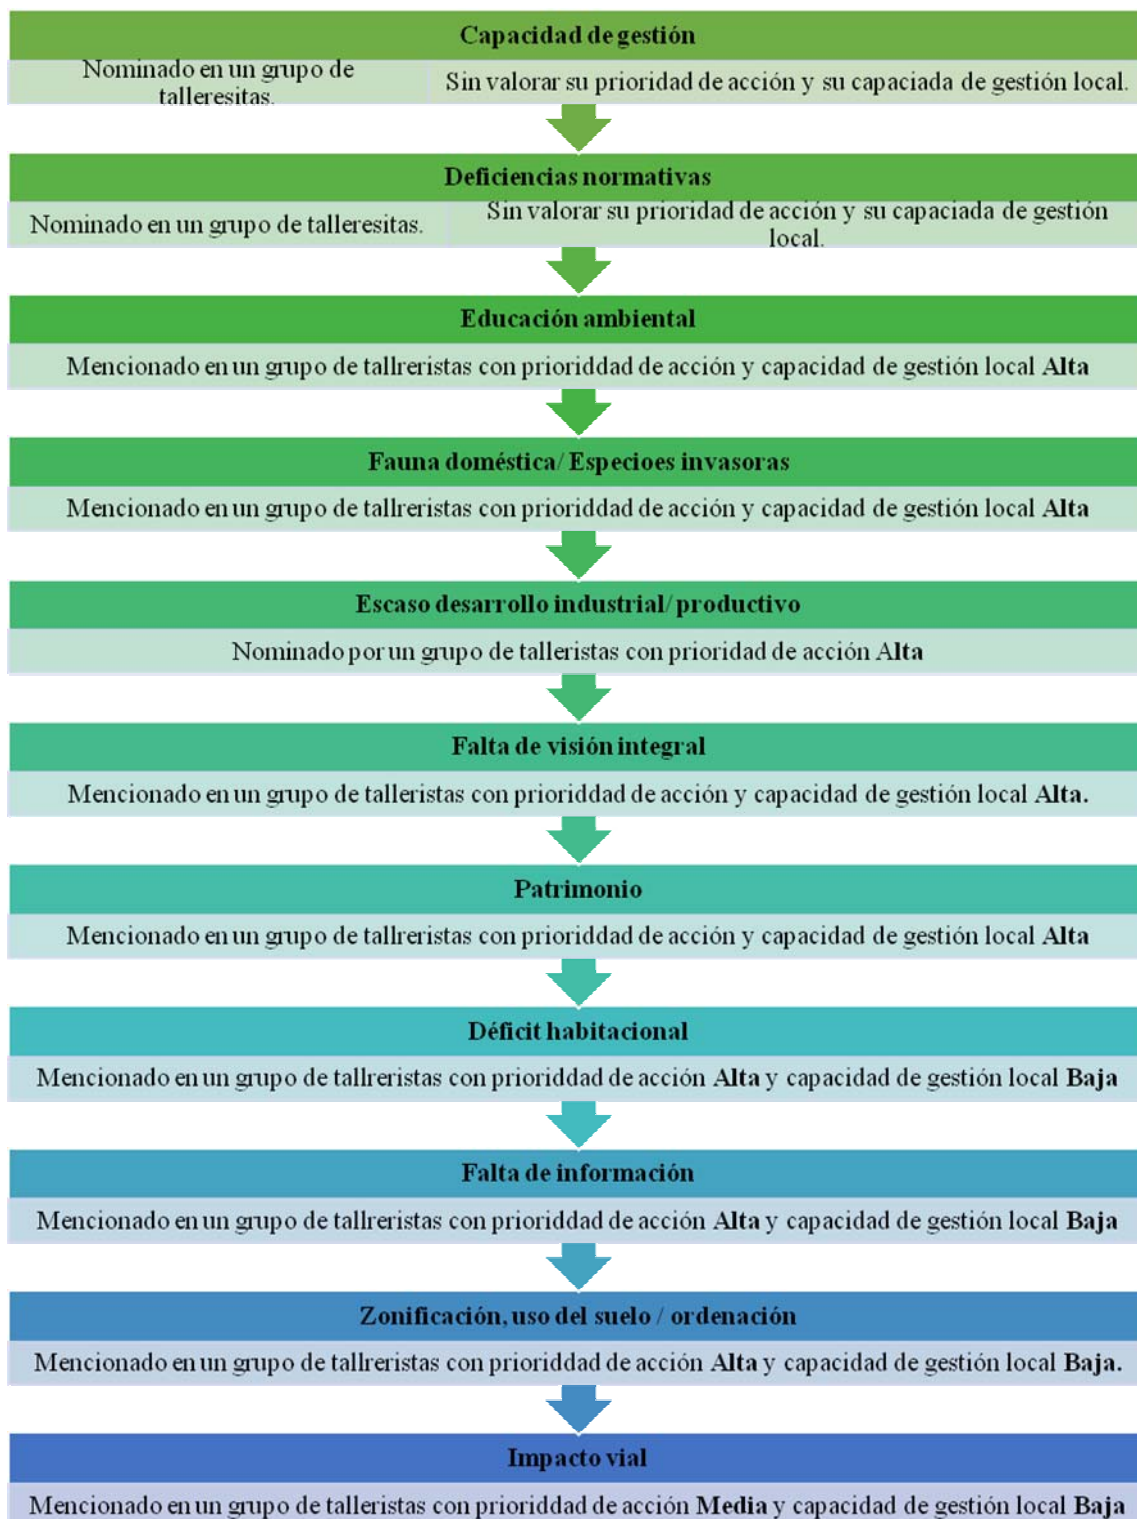 Capacidad de gestión
Nominado en un grupo de
talleresitas.
Sin valorar su prioridad de acción y su capaciada de gestión local.
Deficiencias normativas
Nominado en un grupo de talleresitas.
Sin valorar su prioridad de acción y su capaciada de gestión
local.
Educación ambiental
Mencionado en un grupo de tallreristas con prioriddad de acción y capacidad de gestión local Alta
Fauna doméstica/ Especioes invasoras
Mencionado en un grupo de tallreristas con prioriddad de acción y capacidad de gestión local Alta
Escaso desarrollo industrial/ productivo
Nominado por un grupo de talleristas con prioridad de acción Alta
Falta de visión integral
Mencionado en un grupo de talleristas con prioriddad de acción y capacidad de gestión local Alta.
Patrimonio
Mencionado en un grupo de tallreristas con prioriddad de acción y capacidad de gestión local Alta
Déficit habitacional
Mencionado en un grupo de tallreristas con prioriddad de acción Alta y capacidad de gestión local Baja
Falta de información
Mencionado en un grupo de tallreristas con prioriddad de acción Alta y capacidad de gestión local Baja
Zonificación, uso del suelo / ordenación
Mencionado en un grupo de tallreristas con prioriddad de acción Alta y capacidad de gestión local Baja.
Impacto vial
Mencionado en un grupo de talleristas con prioriddad de acción Media y capacidad de gestión local Baja